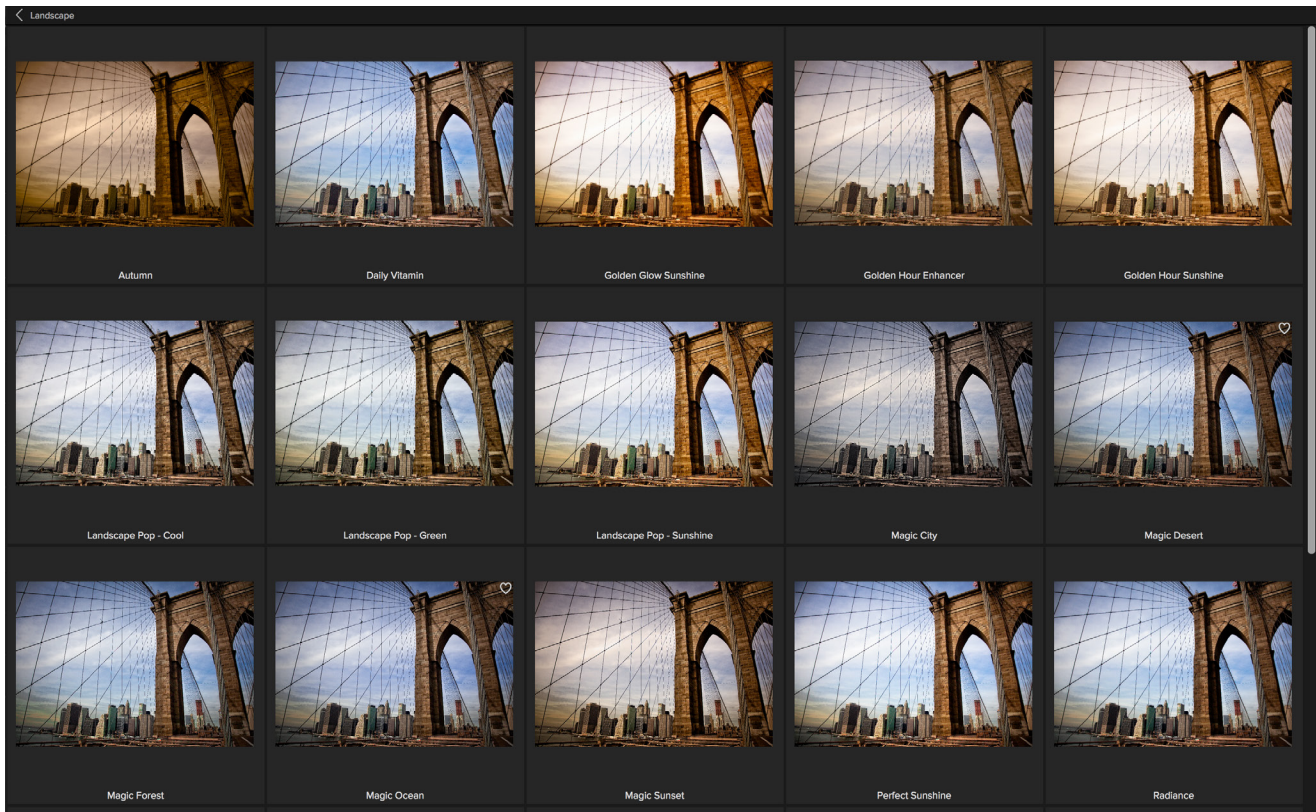 Landscape
Autumn
Daily Vitamin
Golden Glow Sunshine
Golden Hour Enhancer
Golden Hour Sunshine
Landscape Pop - Cool
Landscape Pop - Green
Landscape Pop - Sunshine
Magic City
Magic Desert
Magic Forest
Magic Ocean
Magic Sunset
Perfect Sunshine
Radiance